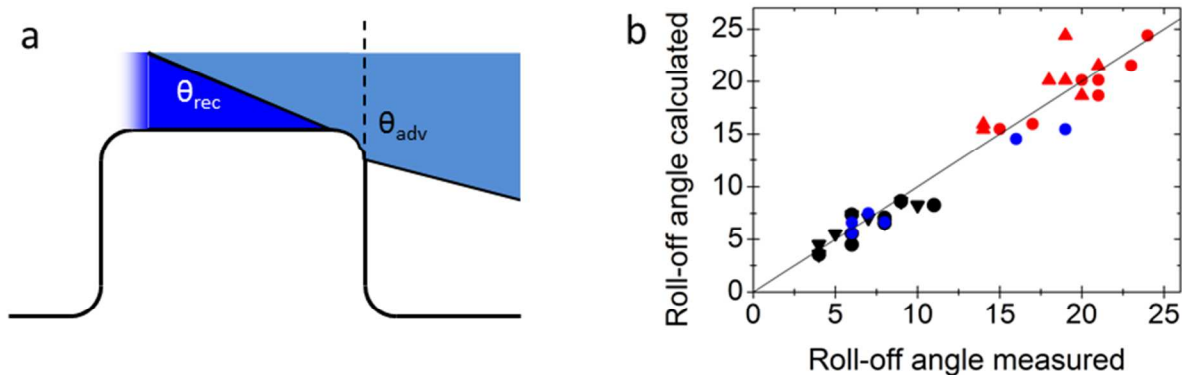 a
θrec
θadv
b
Roll-off angle calculated
25
20
15
10
5
0
0 5 10 15 20 25
Roll-off angle measured